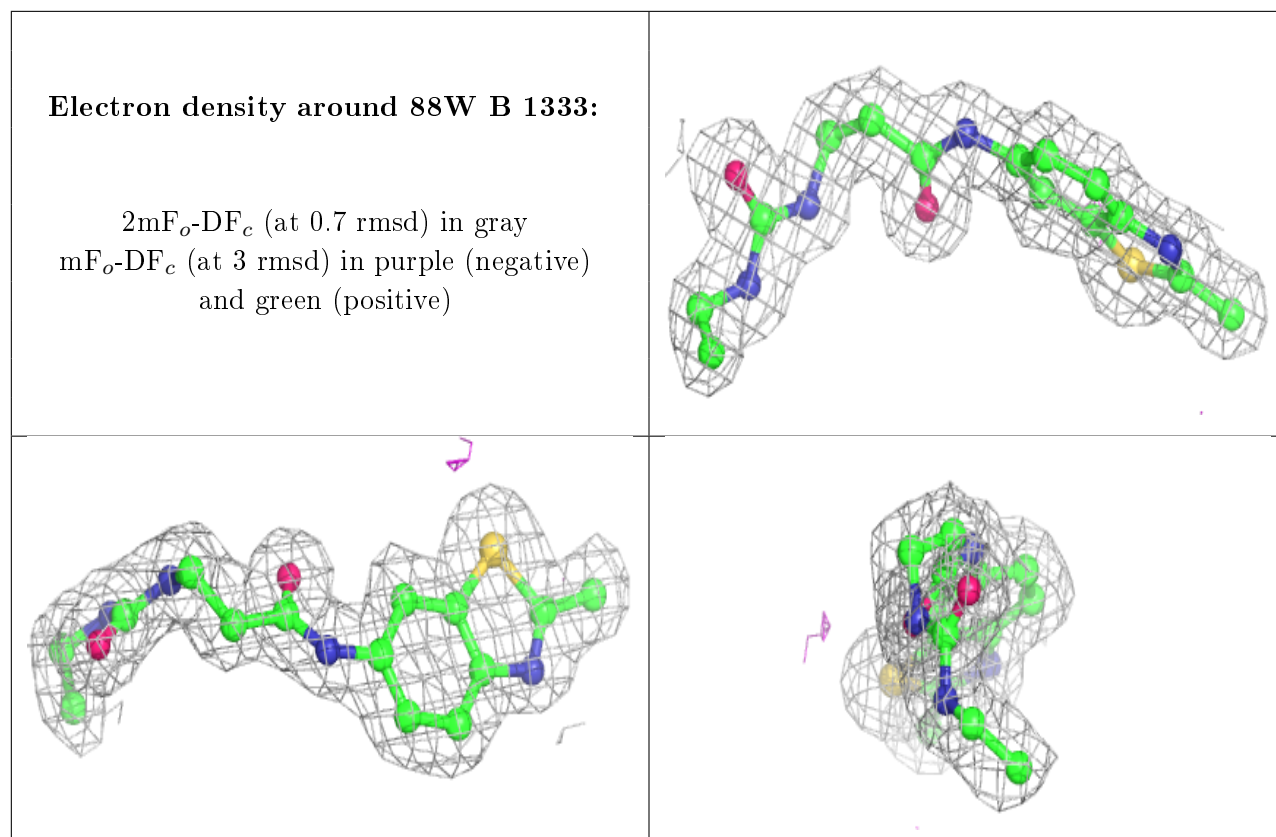 Electron density around 88W B 1333:
2mFₒ-DF𝒸 (at 0.7 rmsd) in gray
mFₒ-DF𝒸 (at 3 rmsd) in purple (negative)
and green (positive)